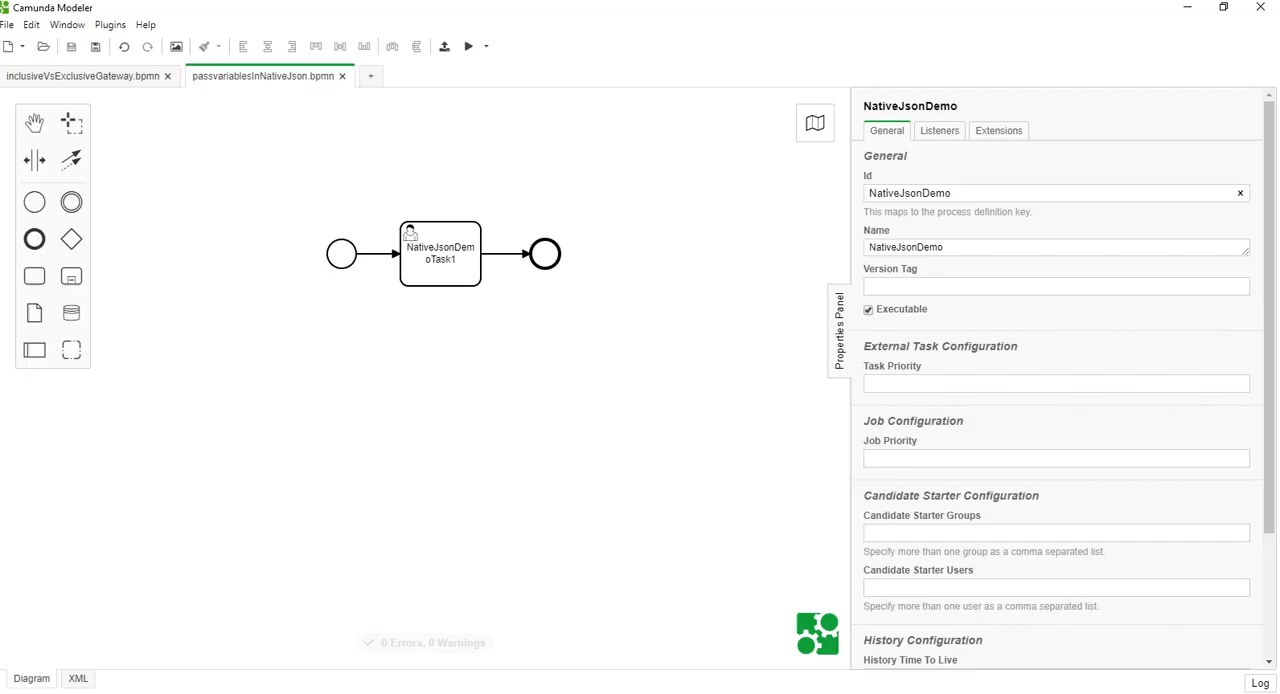 Camunda Modeler
File Edit Window Plugins Help
inclusiveVsExclusiveGateway.bpmn × passvariablesInNativeJson.bpmn × +
NativeJsonDem
oTask1
Properties Panel
NativeJsonDemo
General Listeners Extensions
General
Id
NativeJsonDemo ×
This maps to the process definition key.
Name
NativeJsonDemo
Version Tag
Executable
External Task Configuration
Task Priority
Job Configuration
Job Priority
Candidate Starter Configuration
Candidate Starter Groups
Specify more than one group as a comma separated list.
Candidate Starter Users
Specify more than one user as a comma separated list.
History Configuration
History Time To Live
0 Errors, 0 Warnings
Diagram XML
Log